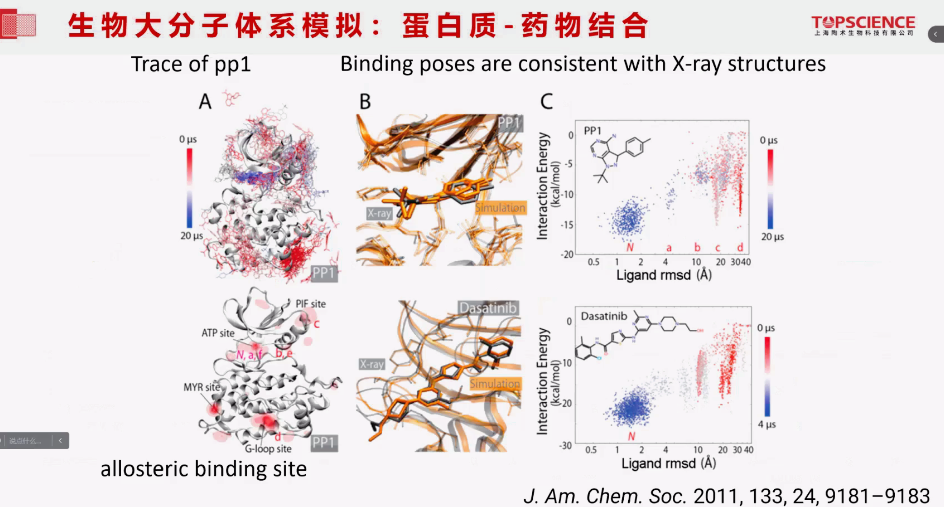 生物大分子体系模拟：蛋白质-药物结合
TOPSCIENCE
上海陶术生物科技有限公司
Trace of pp1
Binding poses are consistent with X-ray structures
A
0 µs
20 µs
PP1
B
PP1
X-ray
Simulation
C
PP1
Interaction Energy
(kcal/mol)
0
-5
-10
-15
-20
N
a
b
c
d
0.5
1
2
4
10
20
30
40
Ligand rmsd (Å)
0 µs
20 µs
PIF site
c
ATP site
N, a, f
b, e
MYR site
d
G-loop site
PP1
Dasatinib
X-ray
Simulation
Dasatinib
Interaction Energy
(kcal/mol)
0
-10
-20
-30
N
0.5
1
2
4
10
20
30
40
Ligand rmsd (Å)
0 µs
4 µs
说点什么...
allosteric binding site
J. Am. Chem. Soc. 2011, 133, 24, 9181–9183